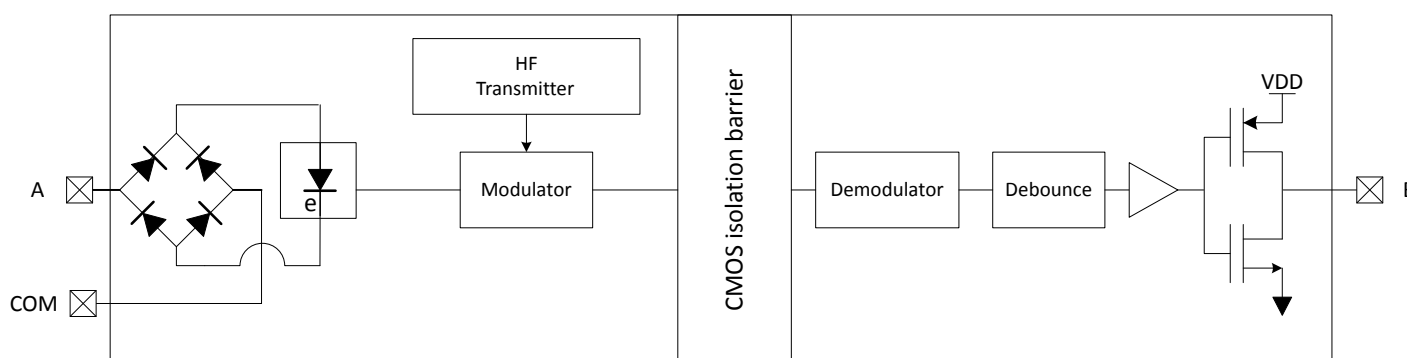 HF
Transmitter
VDD
A
e
Modulator
CMOS isolation barrier
Demodulator
Debounce
COM